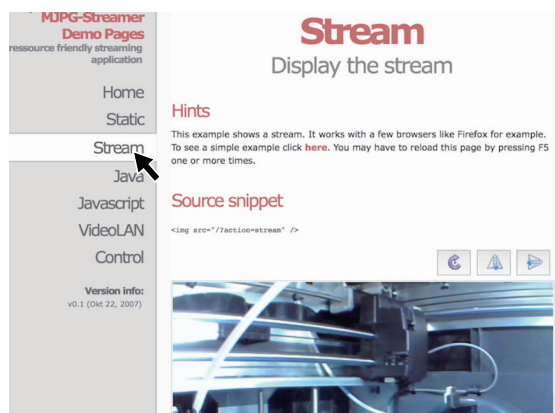 MJPG-Streamer
Demo Pages
ressource friendly streaming
application
Home
Static
Stream
Java
Javascript
VideoLAN
Control
Version info:
v0.1 (Okt 22, 2007)
Stream
Display the stream
Hints
This example shows a stream. It works with a few browsers like Firefox for example.
To see a simple example click here. You may have to reload this page by pressing F5
one or more times.
Source snippet
<img src="/?action=stream" />